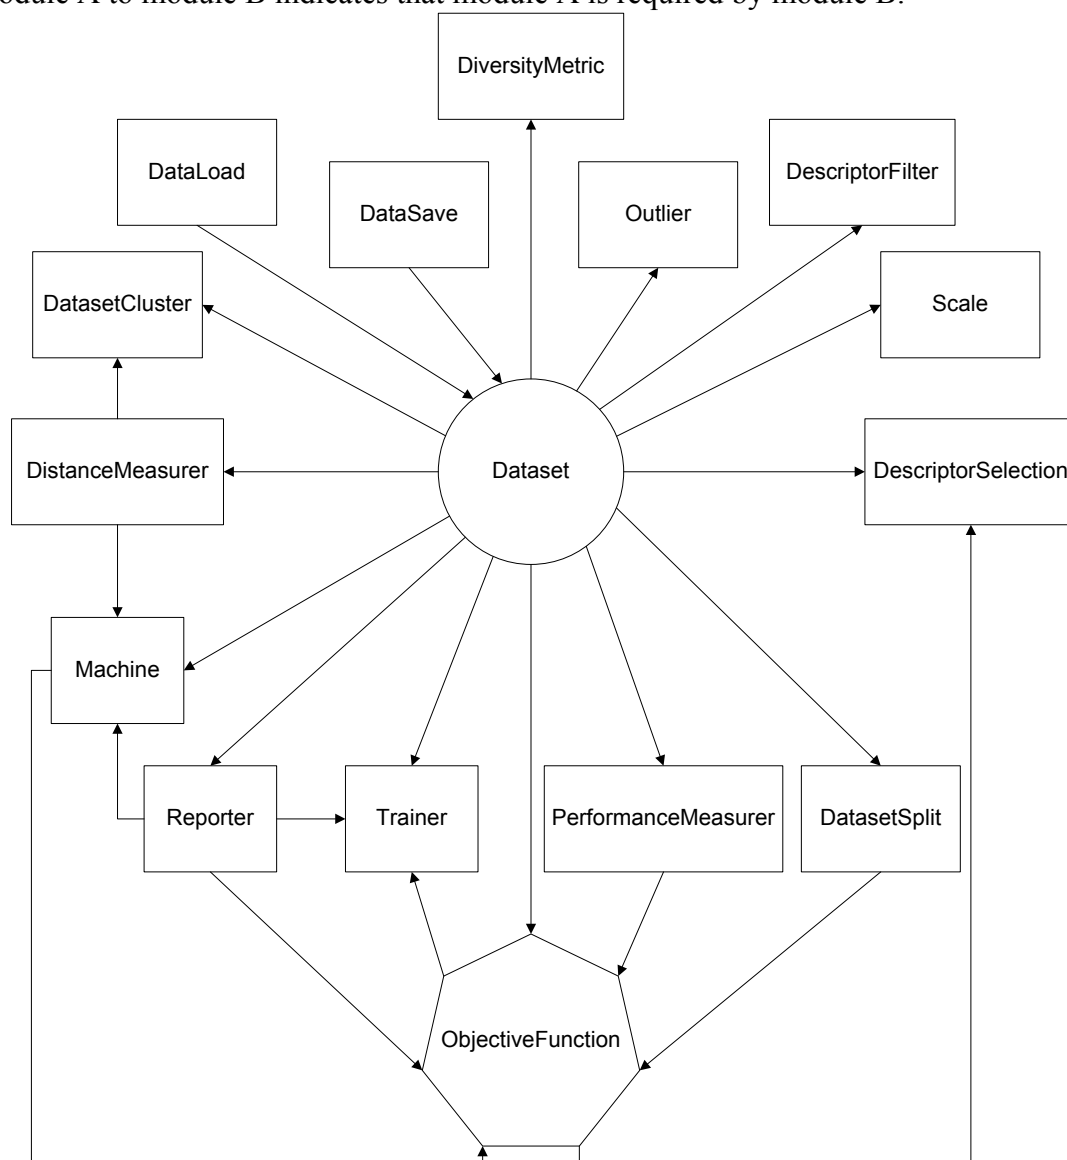 module A to module B indicates that module A is required by module B.
DiversityMetric
DataLoad
DescriptorFilter
DataSave
Outlier
DatasetCluster
Scale
DistanceMeasurer
Dataset
DescriptorSelection
Machine
Reporter
Trainer
PerformanceMeasurer
DatasetSplit
ObjectiveFunction